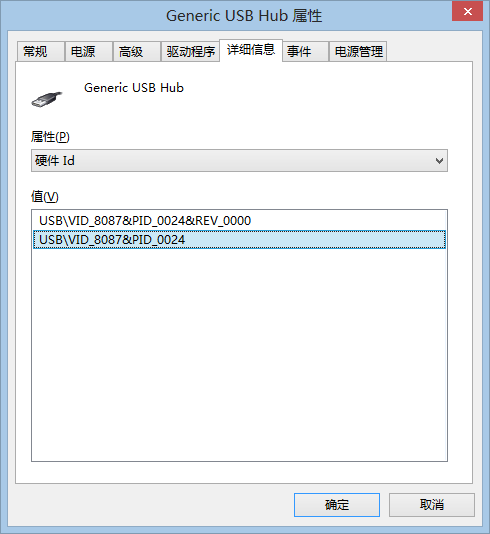 Generic USB Hub 属性
常规
电源
高级
驱动程序
详细信息
事件
电源管理
Generic USB Hub
属性(P)
硬件 Id
值(V)
USB\VID_8087&PID_0024&REV_0000
USB\VID_8087&PID_0024
确定
取消